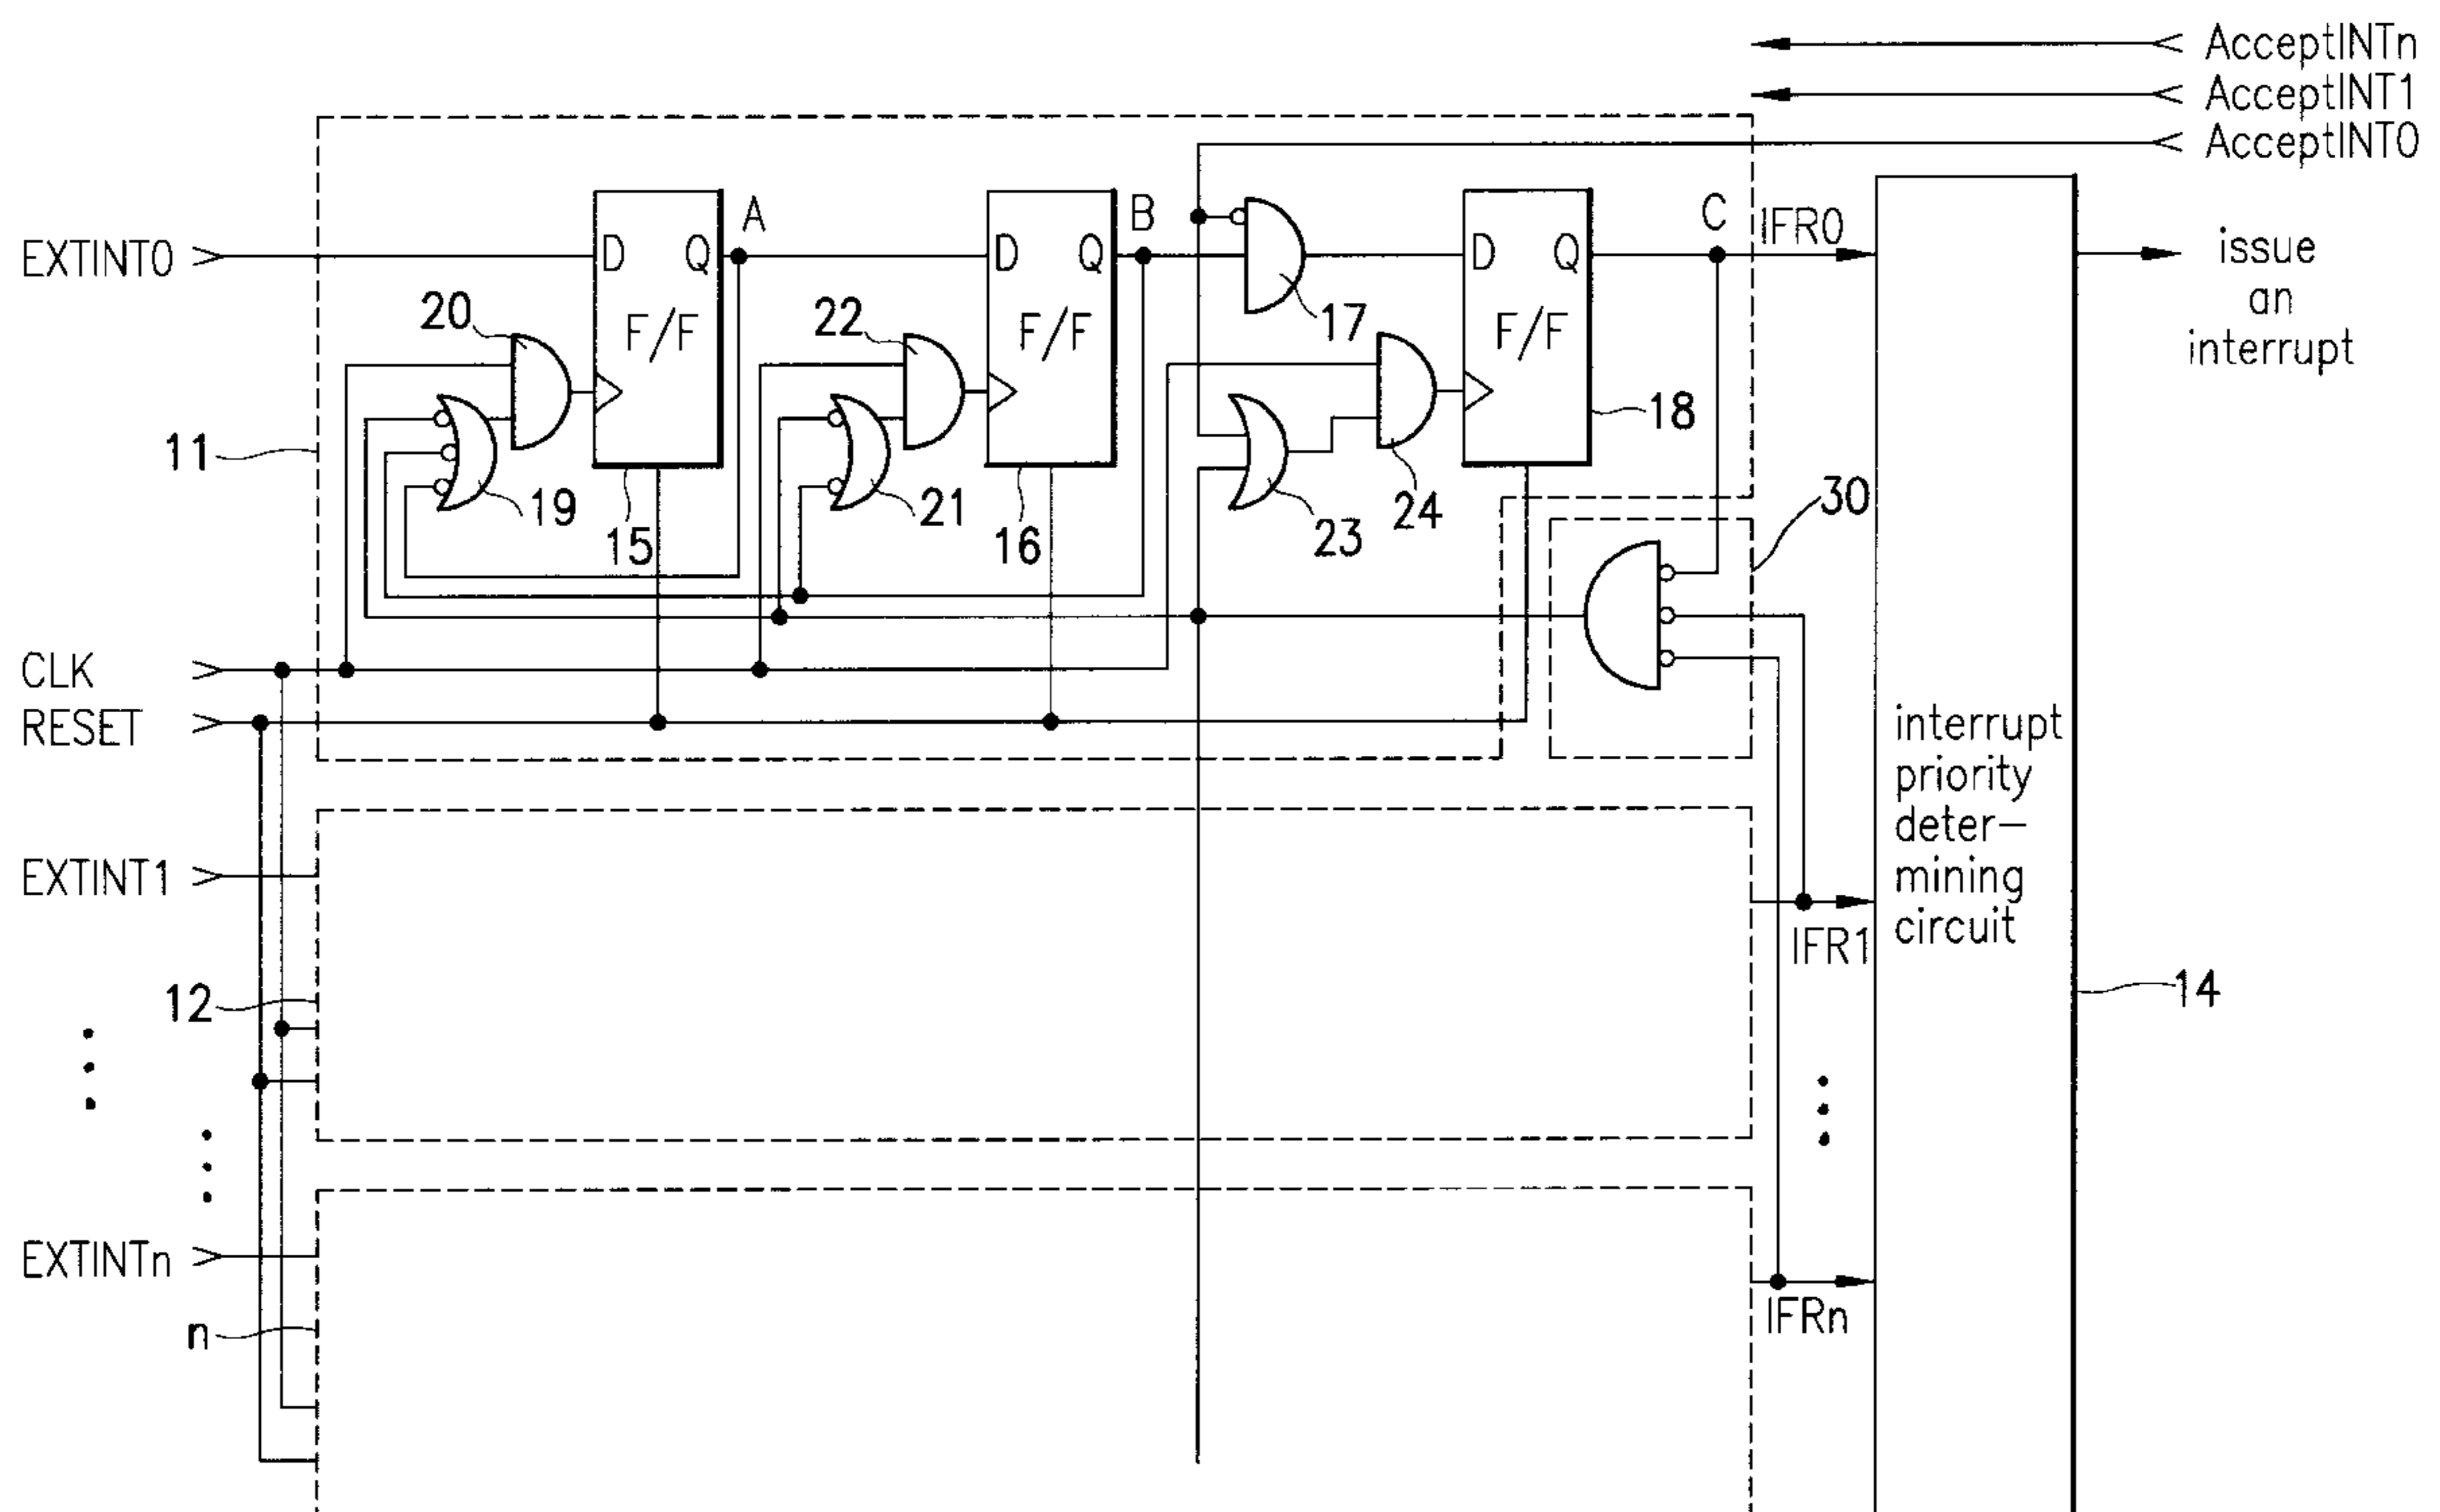 AcceptINTn
AcceptINT1
AcceptINT0
EXTINT0
D
Q
A
F/F
20
19
15
D
Q
B
F/F
22
21
16
17
D
Q
C
F/F
18
23
24
IFR0
issue
an
interrupt
11
30
CLK
RESET
interrupt
priority
deter-
mining
circuit
EXTINT1
IFR1
12
14
EXTINTn
IFRn
n